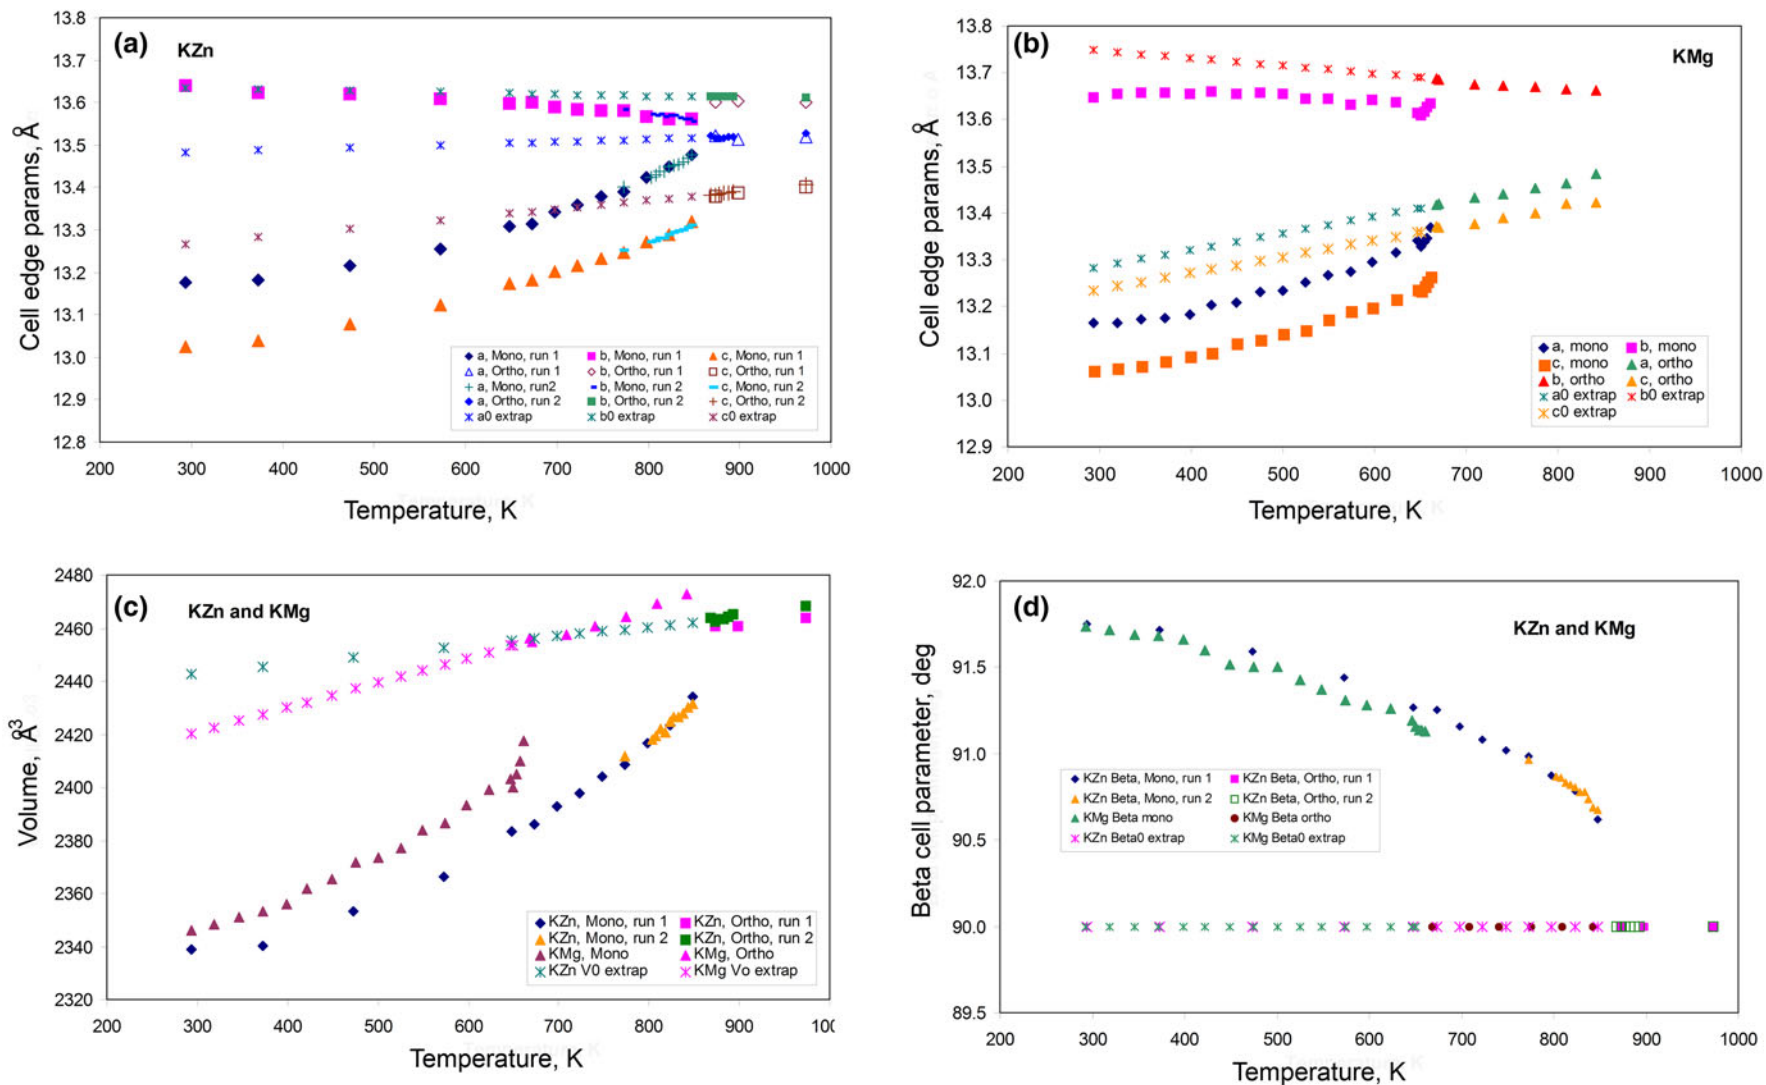 (a)
KZn
Cell edge params, Å
13.8
13.7
13.6
13.5
13.4
13.3
13.2
13.1
13.0
12.9
12.8
a, Mono, run 1 b, Mono, run 1 c, Mono, run 1
a, Ortho, run 1 b, Ortho, run 1 c, Ortho, run 1
a, Mono, run2 b, Mono, run 2 c, Mono, run 2
a, Ortho, run 2 b, Ortho, run 2 c, Ortho, run 2
a0 extrap b0 extrap c0 extrap
200 300 400 500 600 700 800 900 1000
Temperature, K
(b)
KMg
Cell edge params, Å
13.8
13.7
13.6
13.5
13.4
13.3
13.2
13.1
13.0
12.9
a, mono b, mono
c, mono a, ortho
b, ortho c, ortho
a0 extrap b0 extrap
c0 extrap
200 300 400 500 600 700 800 900 1000
Temperature, K
(c)
KZn and KMg
Volume, Å3
2480
2460
2440
2420
2400
2380
2360
2340
2320
KZn, Mono, run 1 KZn, Ortho, run 1
KZn, Mono, run 2 KZn, Ortho, run 2
KMg, Mono KMg, Ortho
KZn V0 extrap KMg Vo extrap
200 300 400 500 600 700 800 900 100
Temperature, K
(d)
KZn and KMg
Beta cell parameter, deg
92.0
91.5
91.0
90.5
90.0
89.5
KZn Beta, Mono, run 1 KZn Beta, Ortho, run 1
KZn Beta, Mono, run 2 KZn Beta, Ortho, run 2
KMg Beta mono KMg Beta ortho
KZn Beta0 extrap KMg Beta0 extrap
200 300 400 500 600 700 800 900 1000
Temperature, K